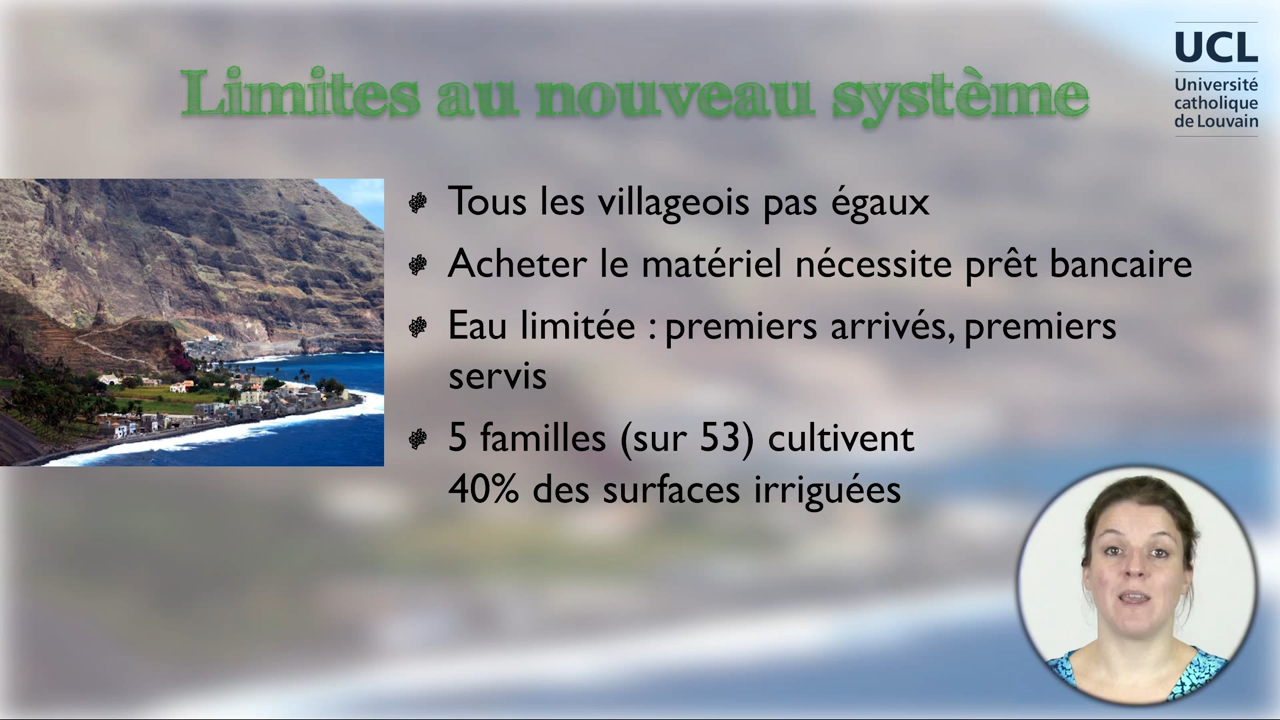 Limites au nouveau système
UCL
Université
catholique
de Louvain
Tous les villageois pas égaux
Acheter le matériel nécessite prêt bancaire
Eau limitée : premiers arrivés, premiers
servis
5 familles (sur 53) cultivent
40% des surfaces irriguées